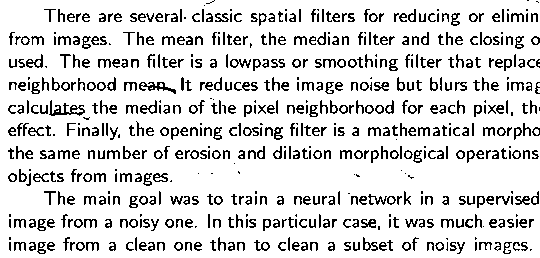 There are several classic spatial filters for reducing or elimin
from images. The mean filter, the median filter and the closing o
used. The mean filter is a lowpass or smoothing filter that replace
neighborhood mean. It reduces the image noise but blurs the imag
calculates the median of the pixel neighborhood for each pixel, th
effect. Finally, the opening closing filter is a mathematical morpho
the same number of erosion and dilation morphological operations
objects from images.
The main goal was to train a neural network in a supervised
image from a noisy one. In this particular case, it was much easier
image from a clean one than to clean a subset of noisy images.